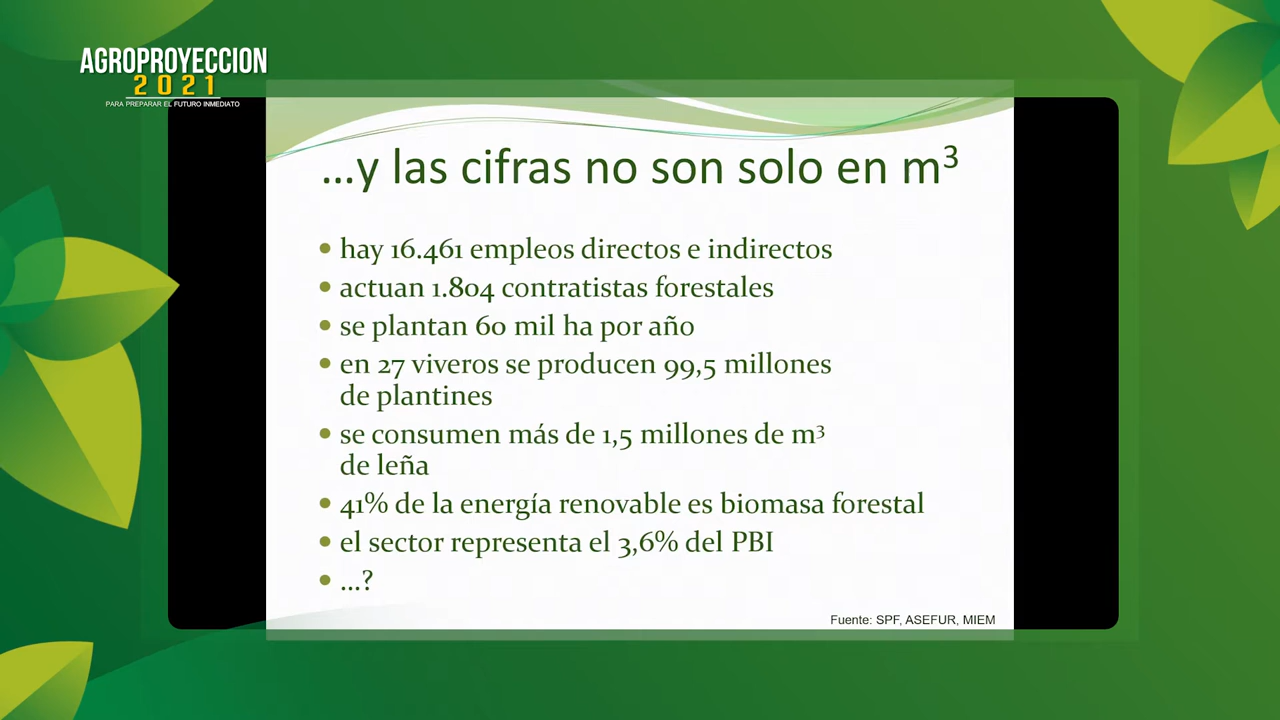 AGROPROYECCION
2021
PARA PREPARAR EL FUTURO INMEDIATO
...y las cifras no son solo en m³
• hay 16.461 empleos directos e indirectos
• actuan 1.804 contratistas forestales
• se plantan 60 mil ha por año
• en 27 viveros se producen 99,5 millones
de plantines
• se consumen más de 1,5 millones de m³
de leña
• 41% de la energía renovable es biomasa forestal
• el sector representa el 3,6% del PBI
• ...?
Fuente: SPF, ASEFUR, MIEM